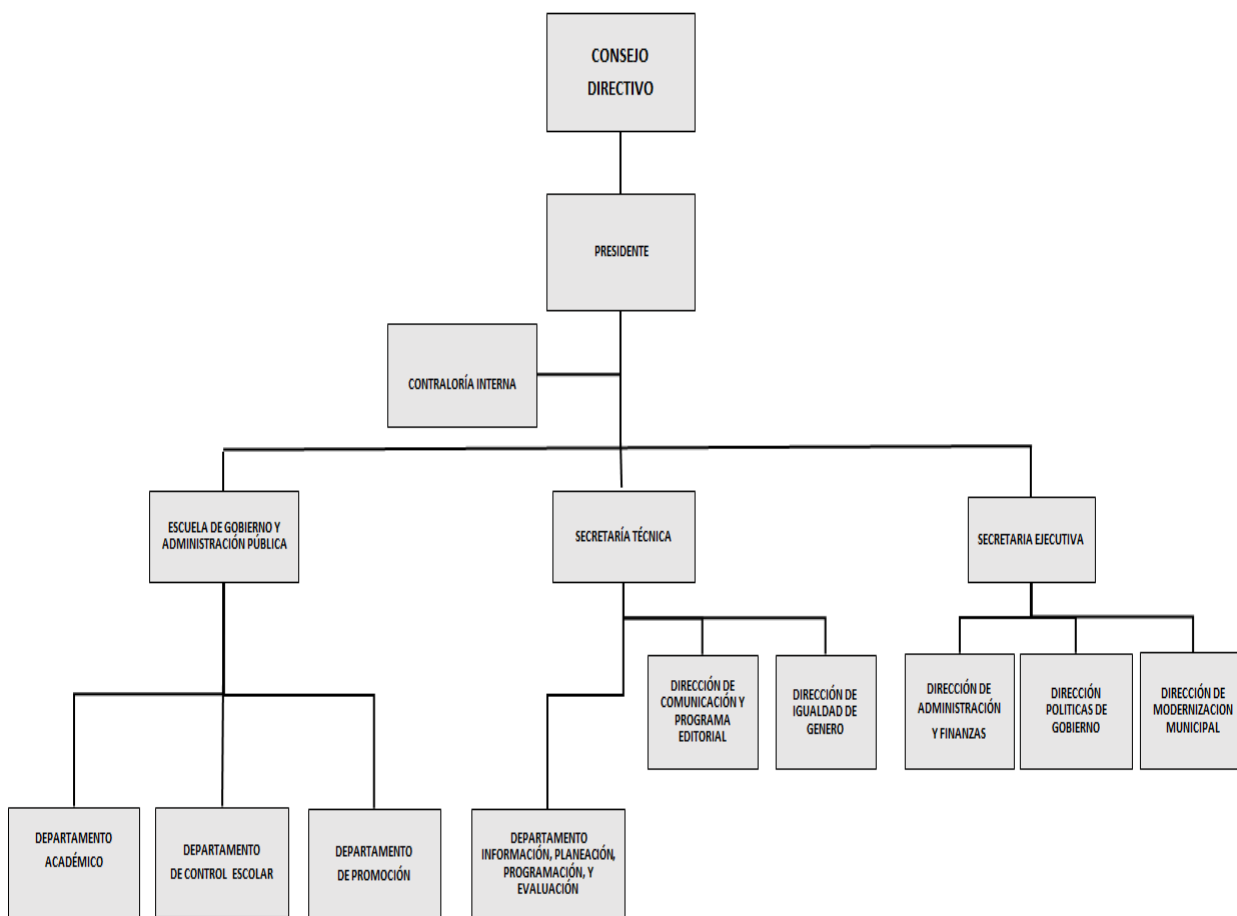 CONSEJO
DIRECTIVO
PRESIDENTE
CONTRALORÍA INTERNA
ESCUELA DE GOBIERNO Y
ADMINISTRACIÓN PÚBLICA
SECRETARÍA TÉCNICA
SECRETARIA EJECUTIVA
DIRECCIÓN DE
COMUNICACIÓN Y
PROGRAMA
EDITORIAL
DIRECCIÓN DE
IGUALDAD DE
GENERO
DIRECCIÓN DE
ADMINISTRACIÓN
Y FINANZAS
DIRECCIÓN
POLITICAS DE
GOBIERNO
DIRECCIÓN DE
MODERNIZACION
MUNICIPAL
DEPARTAMENTO
ACADÉMICO
DEPARTAMENTO
DE CONTROL ESCOLAR
DEPARTAMENTO
DE PROMOCIÓN
DEPARTAMENTO
INFORMACIÓN, PLANEACIÓN,
PROGRAMACIÓN, Y
EVALUACIÓN